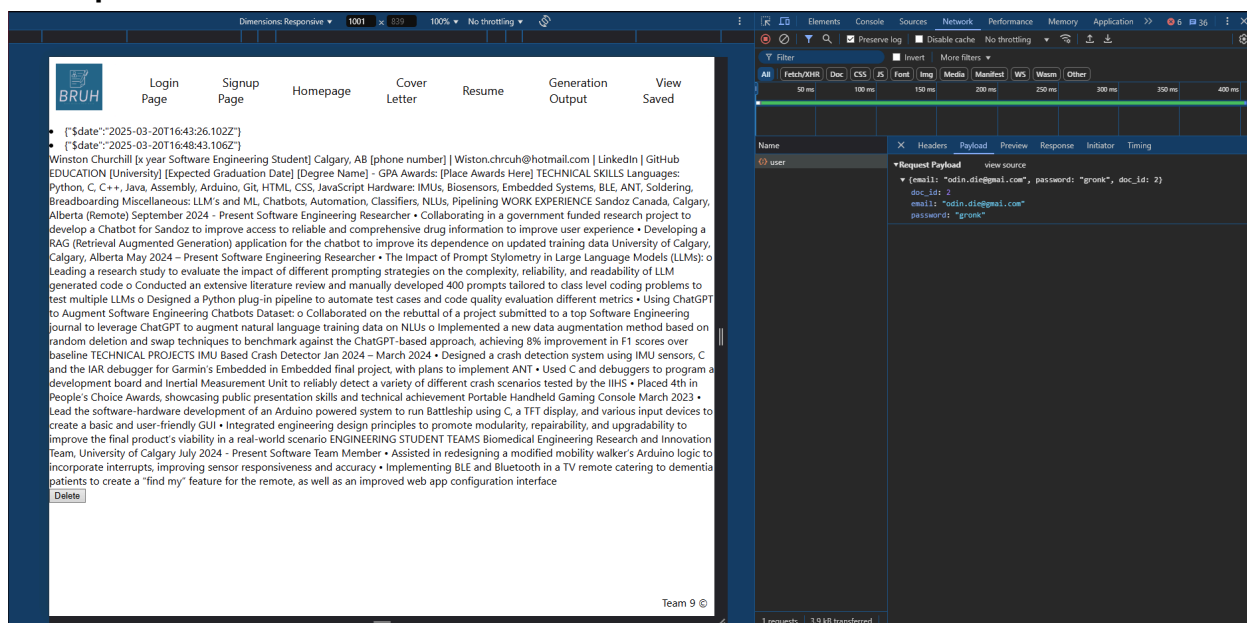 Dimensions: Responsive ▼ 1001 × 839 100% ▼ No throttling ▼
Elements Console Sources Network Performance Memory Application 6 36
Preserve log Disable cache No throttling
Filter Invert More filters ▼
All Fetch/XHR Doc CSS JS Font Img Media Manifest WS Wasm Other
50 ms 100 ms 150 ms 200 ms 250 ms 300 ms 350 ms 400 ms
Name Headers Payload Preview Response Initiator Timing
user
▼Request Payload view source
▼ {email: "odin.die@gmai.com", password: "gronk", doc_id: 2}
doc_id: 2
email: "odin.die@gmai.com"
password: "gronk"
1 requests 3.9 kB transferred
BRUH
Login Page
Signup Page
Homepage
Cover Letter
Resume
Generation Output
View Saved
• {"$date":"2025-03-20T16:43:26.102Z"}
• {"$date":"2025-03-20T16:48:43.106Z"}
Winston Churchill [x year Software Engineering Student] Calgary, AB [phone number] | Wiston.chrcuh@hotmail.com | LinkedIn | GitHub
EDUCATION [University] [Expected Graduation Date] [Degree Name] - GPA Awards: [Place Awards Here] TECHNICAL SKILLS Languages:
Python, C, C++, Java, Assembly, Arduino, Git, HTML, CSS, JavaScript Hardware: IMUs, Biosensors, Embedded Systems, BLE, ANT, Soldering,
Breadboarding Miscellaneous: LLM's and ML, Chatbots, Automation, Classifiers, NLUs, Pipelining WORK EXPERIENCE Sandoz Canada, Calgary,
Alberta (Remote) September 2024 - Present Software Engineering Researcher • Collaborating in a government funded research project to
develop a Chatbot for Sandoz to improve access to reliable and comprehensive drug information to improve user experience • Developing a
RAG (Retrieval Augmented Generation) application for the chatbot to improve its dependence on updated training data University of Calgary,
Calgary, Alberta May 2024 – Present Software Engineering Researcher • The Impact of Prompt Stylometry in Large Language Models (LLMs): o
Leading a research study to evaluate the impact of different prompting strategies on the complexity, reliability, and readability of LLM
generated code o Conducted an extensive literature review and manually developed 400 prompts tailored to class level coding problems to
test multiple LLMs o Designed a Python plug-in pipeline to automate test cases and code quality evaluation different metrics • Using ChatGPT
to Augment Software Engineering Chatbots Dataset: o Collaborated on the rebuttal of a project submitted to a top Software Engineering
journal to leverage ChatGPT to augment natural language training data on NLUs o Implemented a new data augmentation method based on
random deletion and swap techniques to benchmark against the ChatGPT-based approach, achieving 8% improvement in F1 scores over
baseline TECHNICAL PROJECTS IMU Based Crash Detector Jan 2024 – March 2024 • Designed a crash detection system using IMU sensors, C
and the IAR debugger for Garmin's Embedded in Embedded final project, with plans to implement ANT • Used C and debuggers to program a
development board and Inertial Measurement Unit to reliably detect a variety of different crash scenarios tested by the IIHS • Placed 4th in
People's Choice Awards, showcasing public presentation skills and technical achievement Portable Handheld Gaming Console March 2023 •
Lead the software-hardware development of an Arduino powered system to run Battleship using C, a TFT display, and various input devices to
create a basic and user-friendly GUI • Integrated engineering design principles to promote modularity, repairability, and upgradability to
improve the final product's viability in a real-world scenario ENGINEERING STUDENT TEAMS Biomedical Engineering Research and Innovation
Team, University of Calgary July 2024 - Present Software Team Member • Assisted in redesigning a modified mobility walker's Arduino logic to
incorporate interrupts, improving sensor responsiveness and accuracy • Implementing BLE and Bluetooth in a TV remote catering to dementia
patients to create a "find my" feature for the remote, as well as an improved web app configuration interface
Delete
Team 9 ©